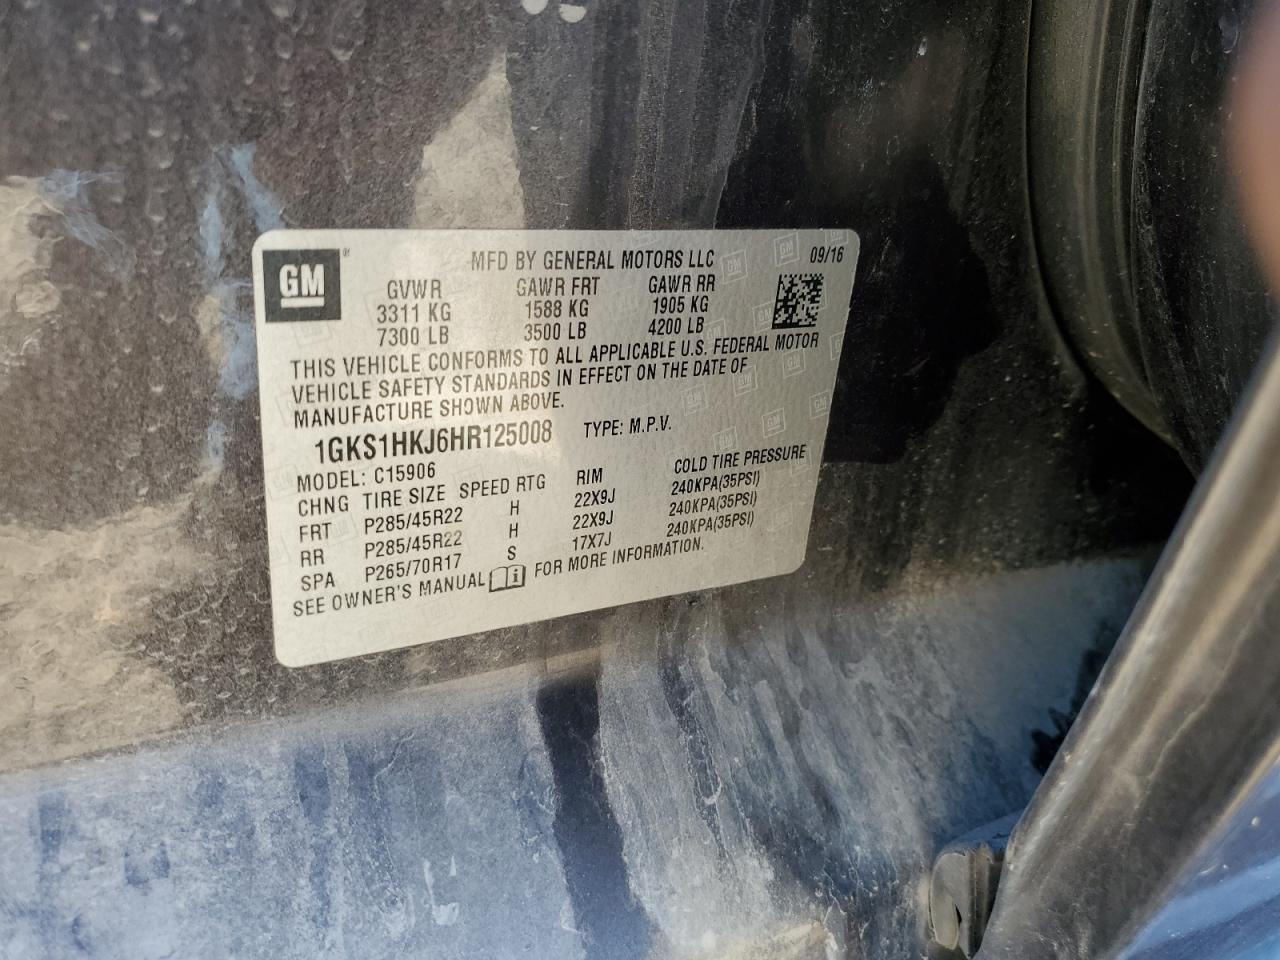 GM ®
MFD BY GENERAL MOTORS LLC 09/16
GVWR GAWR FRT GAWR RR
3311 KG 1588 KG 1905 KG
7300 LB 3500 LB 4200 LB
THIS VEHICLE CONFORMS TO ALL APPLICABLE U.S. FEDERAL MOTOR
VEHICLE SAFETY STANDARDS IN EFFECT ON THE DATE OF
MANUFACTURE SHOWN ABOVE.
1GKS1HKJ6HR125008 TYPE: M.P.V.
MODEL: C15906
CHNG TIRE SIZE SPEED RTG RIM COLD TIRE PRESSURE
FRT P285/45R22 H 22X9J 240KPA(35PSI)
RR P285/45R22 H 22X9J 240KPA(35PSI)
SPA P265/70R17 S 17X7J 240KPA(35PSI)
SEE OWNER'S MANUAL FOR MORE INFORMATION.